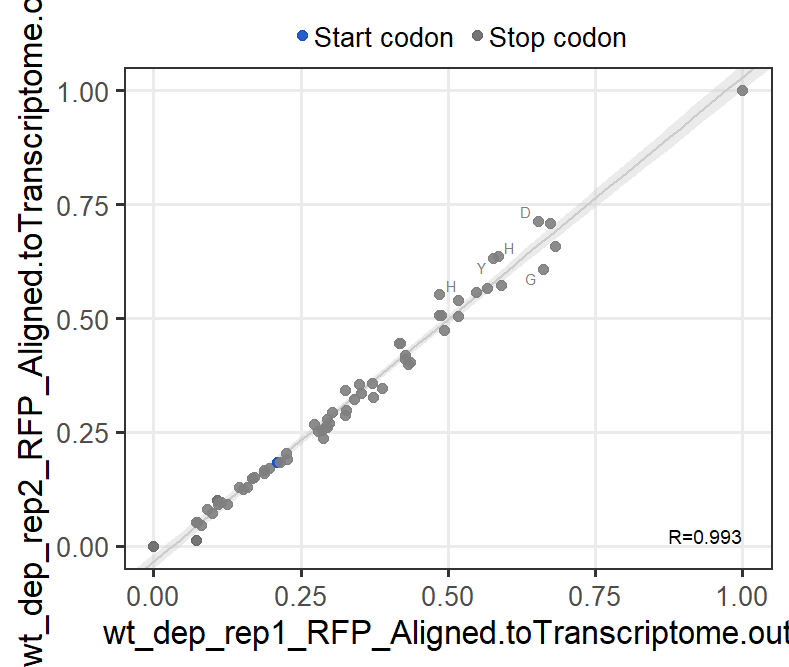 Start codon Stop codon
wt_dep_rep2_RFP_Aligned.toTranscriptome.c
1.00
0.75
0.50
0.25
0.00
D
H
Y
G
H
R=0.993
0.00 0.25 0.50 0.75 1.00
wt_dep_rep1_RFP_Aligned.toTranscriptome.out